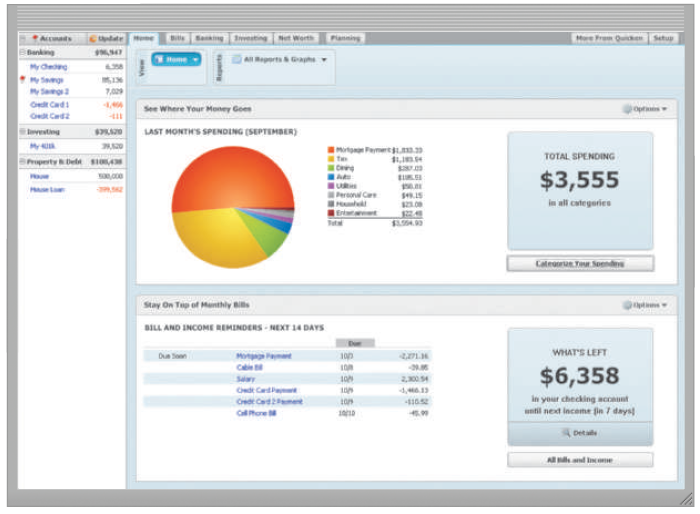 Accounts Update
Banking $96,947
My Checking 6,358
My Savings 85,136
My Savings 2 7,029
Credit Card 1 -1,466
Credit Card 2 -111
Investing $39,520
My 401k 39,520
Property & Debt $100,438
House 500,000
House Loan -399,562
Home Bills Banking Investing Net Worth Planning More From Quicken Setup
View Home Reports All Reports & Graphs
See Where Your Money Goes Options
LAST MONTH'S SPENDING (SEPTEMBER)
Mortgage Payment $1,833.33
Tax $1,183.54
Dining $287.03
Auto
Utilities
Personal Care $49.15
Household $23.08
Entertainment $22.48
Total $3,554.93
TOTAL SPENDING
$3,555
in all categories
Categorize Your Spending
Stay On Top of Monthly Bills Options
BILL AND INCOME REMINDERS - NEXT 14 DAYS
Due
Due Soon Mortgage Payment 10/3 -2,271.16
Cable Bill 10/8 -39.85
Salary 10/9 2,300.54
Credit Card Payment 10/9 -1,466.13
Credit Card 2 Payment 10/9 -110.52
Cell Phone Bill 10/10 -45.99
WHAT'S LEFT
$6,358
in your checking account
until next income (in 7 days)
Details
All Bills and Income